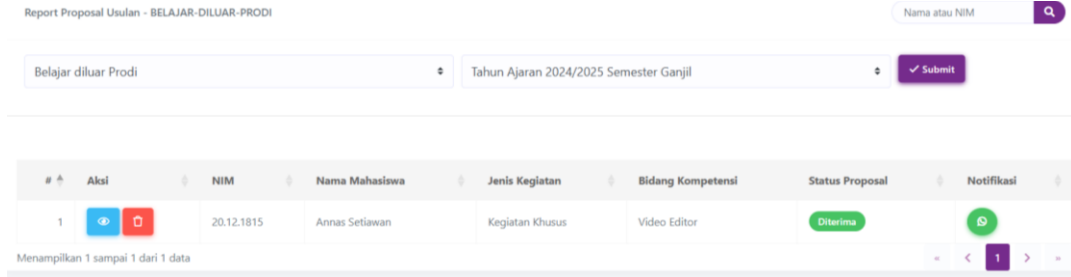 Report Proposal Usulan - BELAJAR-DILUAR-PRODI
Nama atau NIM
Belajar diluar Prodi
Tahun Ajaran 2024/2025 Semester Ganjil
Submit
# Aksi NIM Nama Mahasiswa Jenis Kegiatan Bidang Kompetensi Status Proposal Notifikasi
1 20.12.1815 Annas Setiawan Kegiatan Khusus Video Editor Diterima
Menampilkan 1 sampai 1 dari 1 data
« < 1 > »